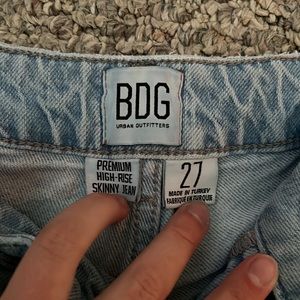 BDG
URBAN OUTFITTERS
PREMIUM
HIGH-RISE
SKINNY JEAN
27
MADE IN TURKEY
FABRIQUÉ EN TURQUIE